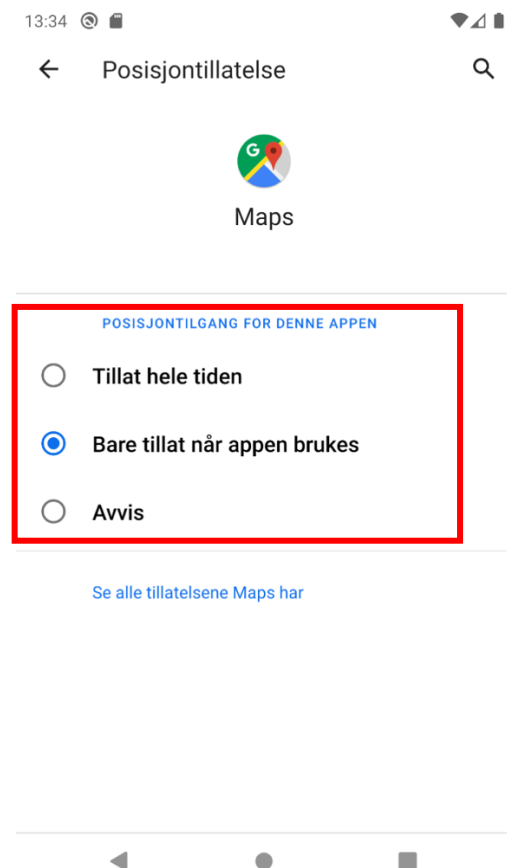 13:34
Posisjontillatelse
G
Maps
POSISJONTILGANG FOR DENNE APPEN
Tillat hele tiden
Bare tillat når appen brukes
Avvis
Se alle tillatelsene Maps har